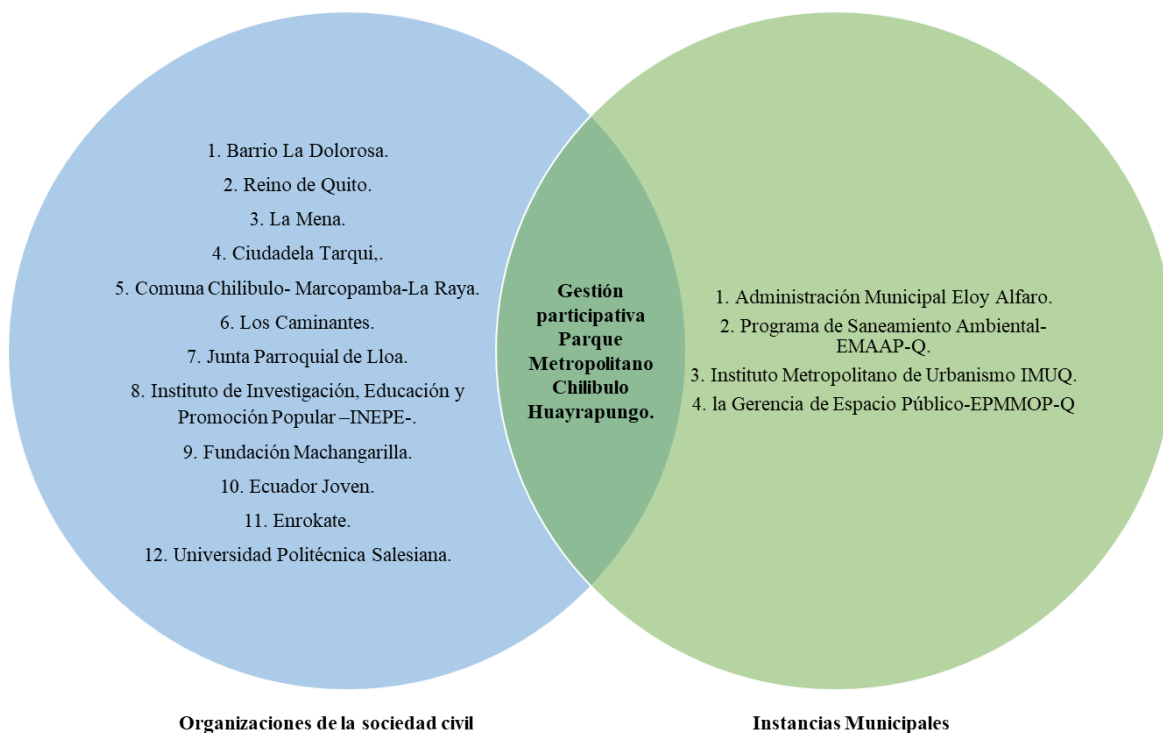 1. Barrio La Dolorosa.
2. Reino de Quito.
3. La Mena.
4. Ciudadela Tarqui,.
5. Comuna Chilibulo- Marcopamba-La Raya.
6. Los Caminantes.
7. Junta Parroquial de Lloa.
8. Instituto de Investigación, Educación y
Promoción Popular –INEPE-.
9. Fundación Machangarilla.
10. Ecuador Joven.
11. Enrokate.
12. Universidad Politécnica Salesiana.
Gestión
participativa
Parque
Metropolitano
Chilibulo
Huayrapungo.
1. Administración Municipal Eloy Alfaro.
2. Programa de Saneamiento Ambiental-
EMAAP-Q.
3. Instituto Metropolitano de Urbanismo IMUQ.
4. la Gerencia de Espacio Público-EPMMOP-Q
Organizaciones de la sociedad civil
Instancias Municipales